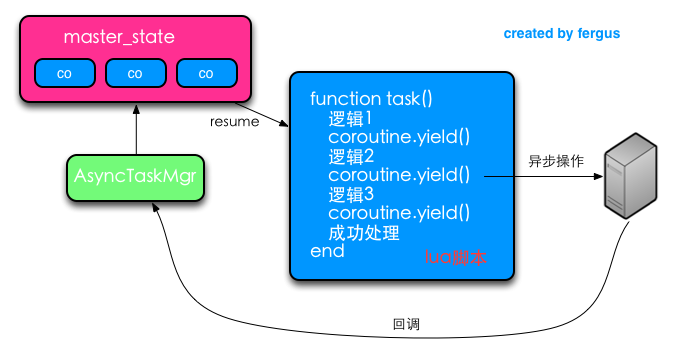 master_state
created by fergus
co
co
co
resume
function task()
逻辑1
coroutine.yield()
逻辑2
coroutine.yield()
逻辑3
coroutine.yield()
成功处理
end
lua脚本
AsyncTaskMgr
异步操作
回调